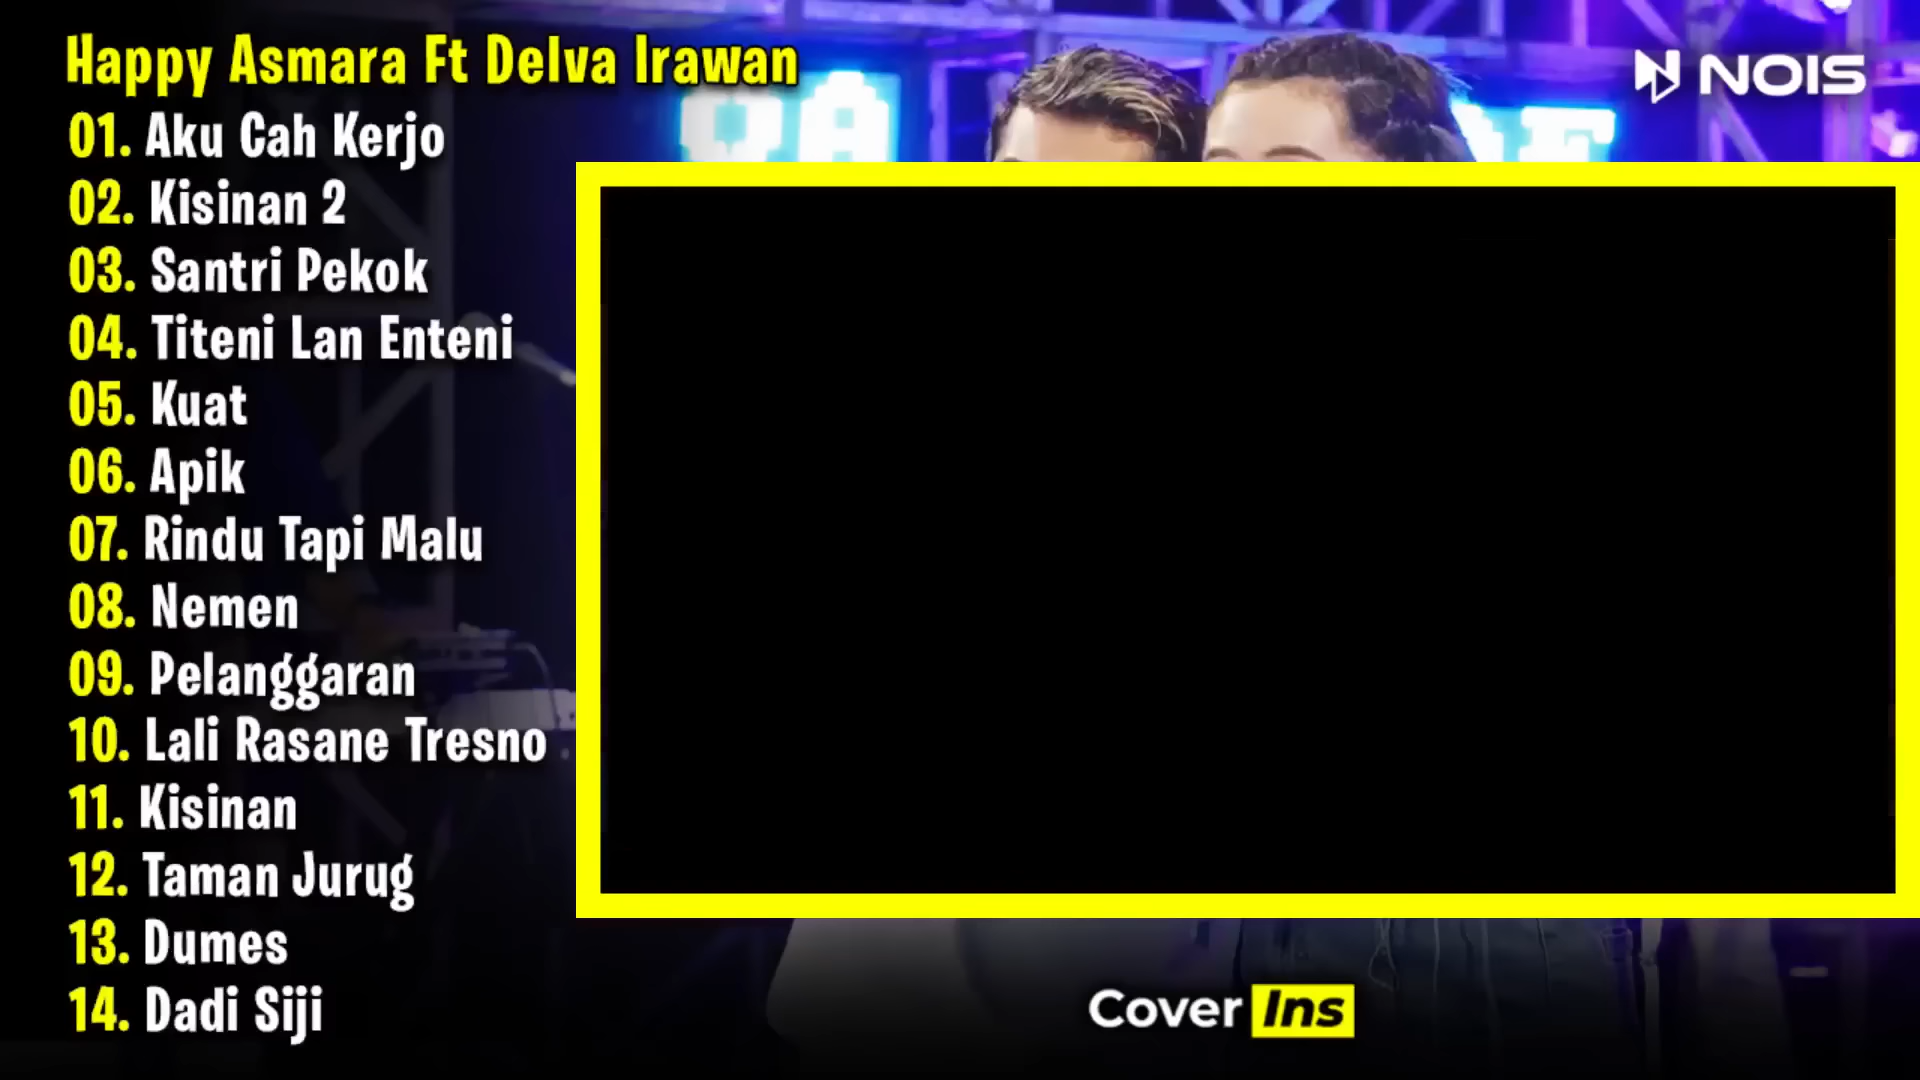 Happy Asmara Ft Delva Irawan
NOIS
01. Aku Cah Kerjo
02. Kisinan 2
03. Santri Pekok
04. Titeni Lan Enteni
05. Kuat
06. Apik
07. Rindu Tapi Malu
08. Nemen
09. Pelanggaran
10. Lali Rasane Tresno
11. Kisinan
12. Taman Jurug
13. Dumes
14. Dadi Siji
Cover Ins